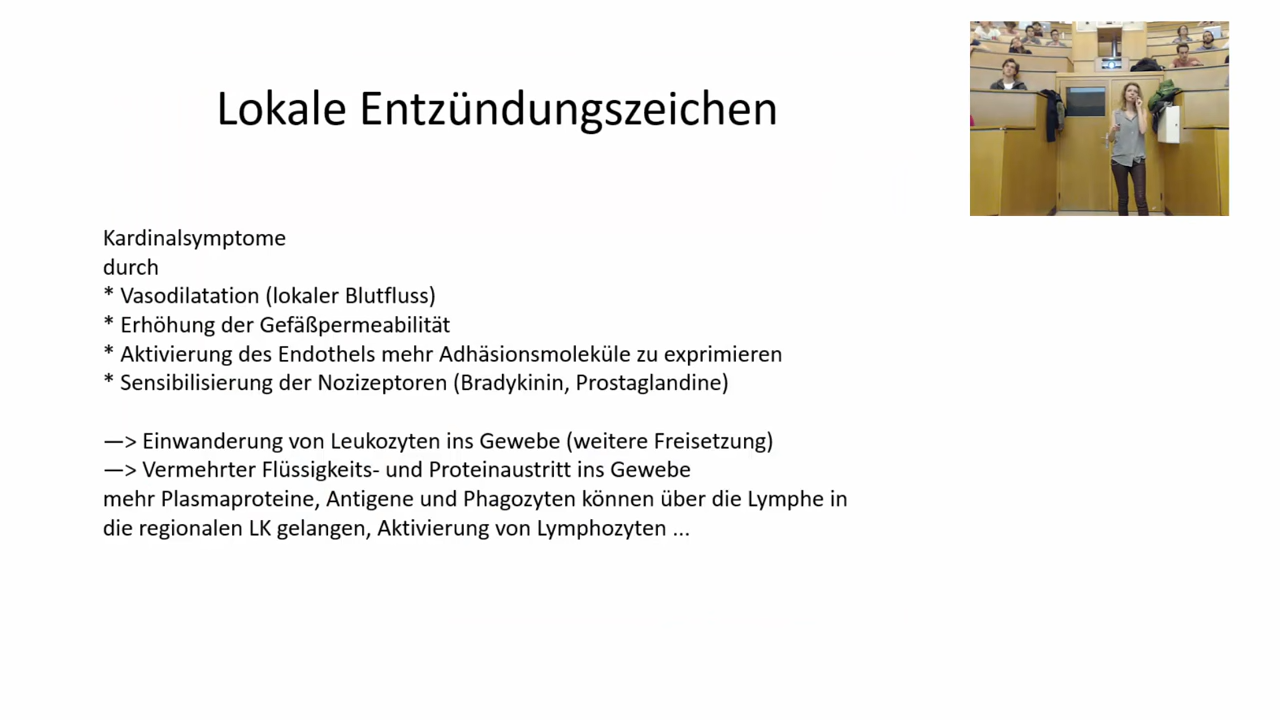 Lokale Entzündungszeichen
Kardinalsymptome
durch
* Vasodilatation (lokaler Blutfluss)
* Erhöhung der Gefäßpermeabilität
* Aktivierung des Endothels mehr Adhäsionsmoleküle zu exprimieren
* Sensibilisierung der Nozizeptoren (Bradykinin, Prostaglandine)
—> Einwanderung von Leukozyten ins Gewebe (weitere Freisetzung)
—> Vermehrter Flüssigkeits- und Proteinaustritt ins Gewebe
mehr Plasmaproteine, Antigene und Phagozyten können über die Lymphe in
die regionalen LK gelangen, Aktivierung von Lymphozyten ...